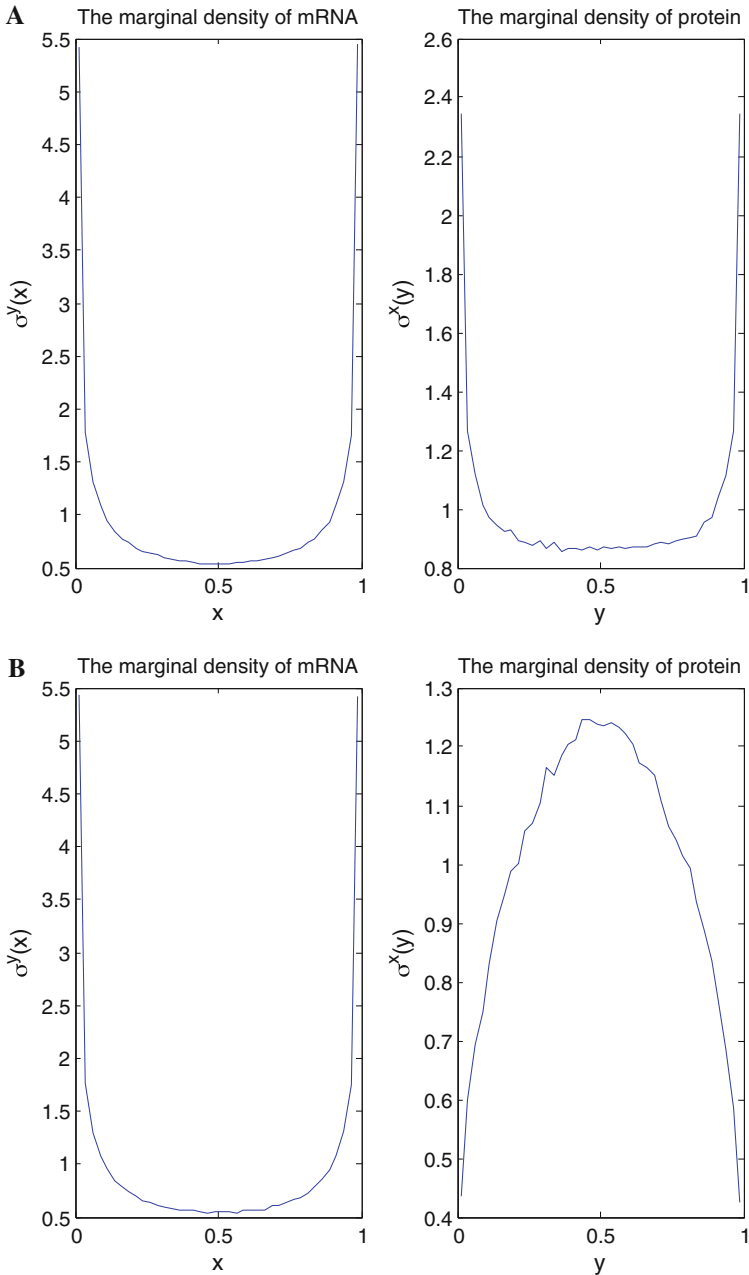 A
The marginal density of mRNA
5.5
5
4.5
4
3.5
3
2.5
2
1.5
1
0.5
0 0.5 1
σ^y(x)
x
The marginal density of protein
2.6
2.4
2.2
2
1.8
1.6
1.4
1.2
1
0.8
0 0.5 1
σ^x(y)
y
B
The marginal density of mRNA
5.5
5
4.5
4
3.5
3
2.5
2
1.5
1
0.5
0 0.5 1
σ^y(x)
x
The marginal density of protein
1.3
1.2
1.1
1
0.9
0.8
0.7
0.6
0.5
0.4
0 0.5 1
σ^x(y)
y